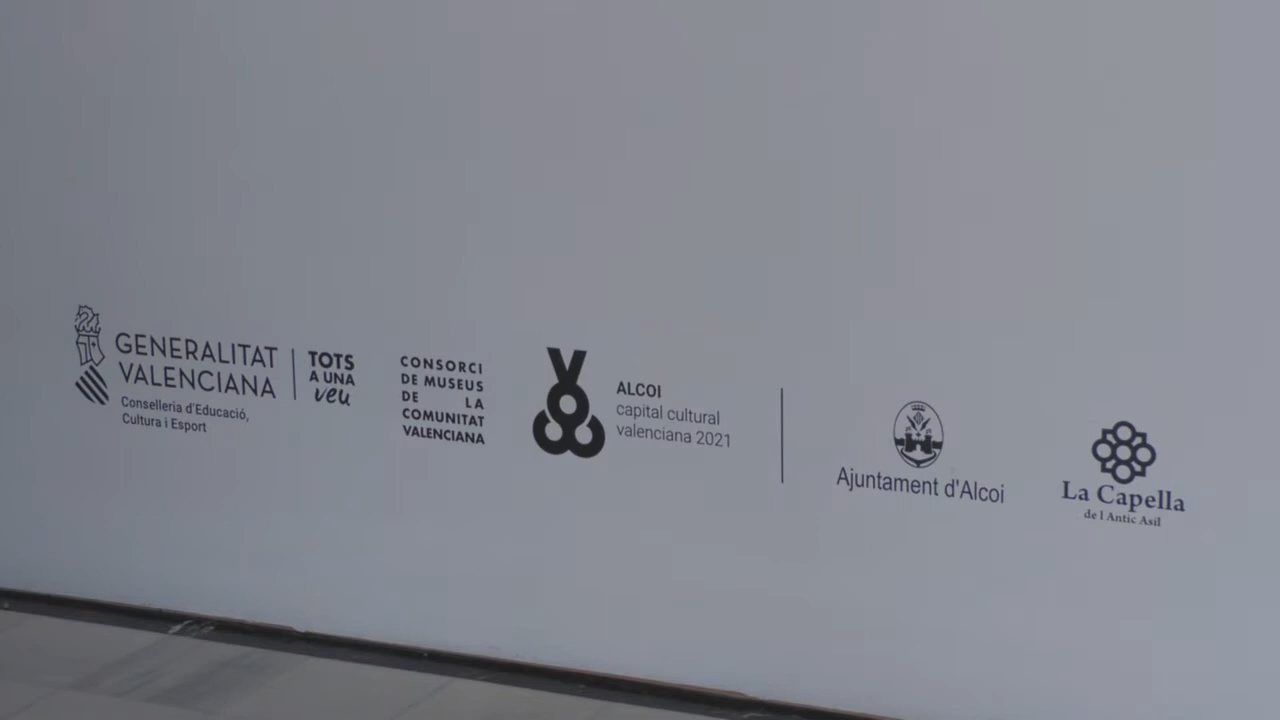 GENERALITAT
VALENCIANA
Conselleria d'Educació,
Cultura i Esport
TOTS
A UNA
veu
CONSORCI
DE MUSEUS
DE LA
COMUNITAT
VALENCIANA
ALCOI
capital cultural
valenciana 2021
Ajuntament d'Alcoi
La Capella
de l Antic Asil